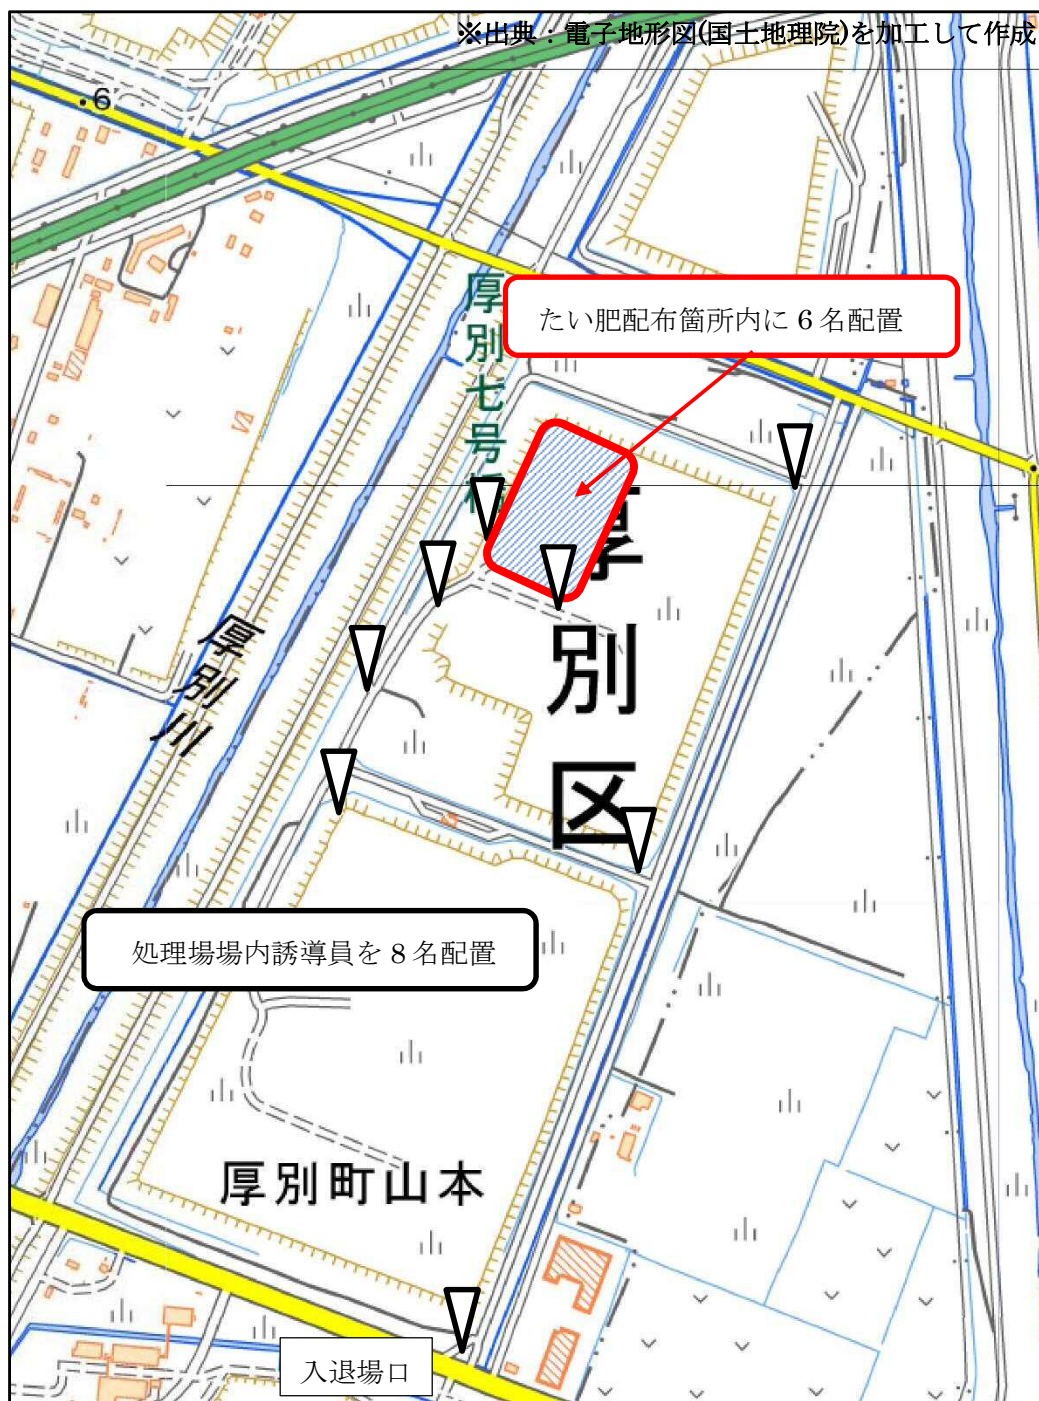 ※出典：電子地形図(国土地理院)を加工して作成
6
たい肥配布箇所内に 6 名配置
厚別七号橋
厚別区
厚別川
処理場場内誘導員を 8 名配置
厚別町山本
入退場口